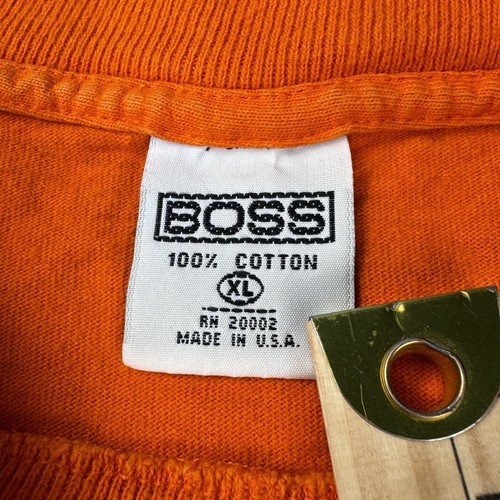 BOSS
100% COTTON
XL
RN 20002
MADE IN U.S.A.